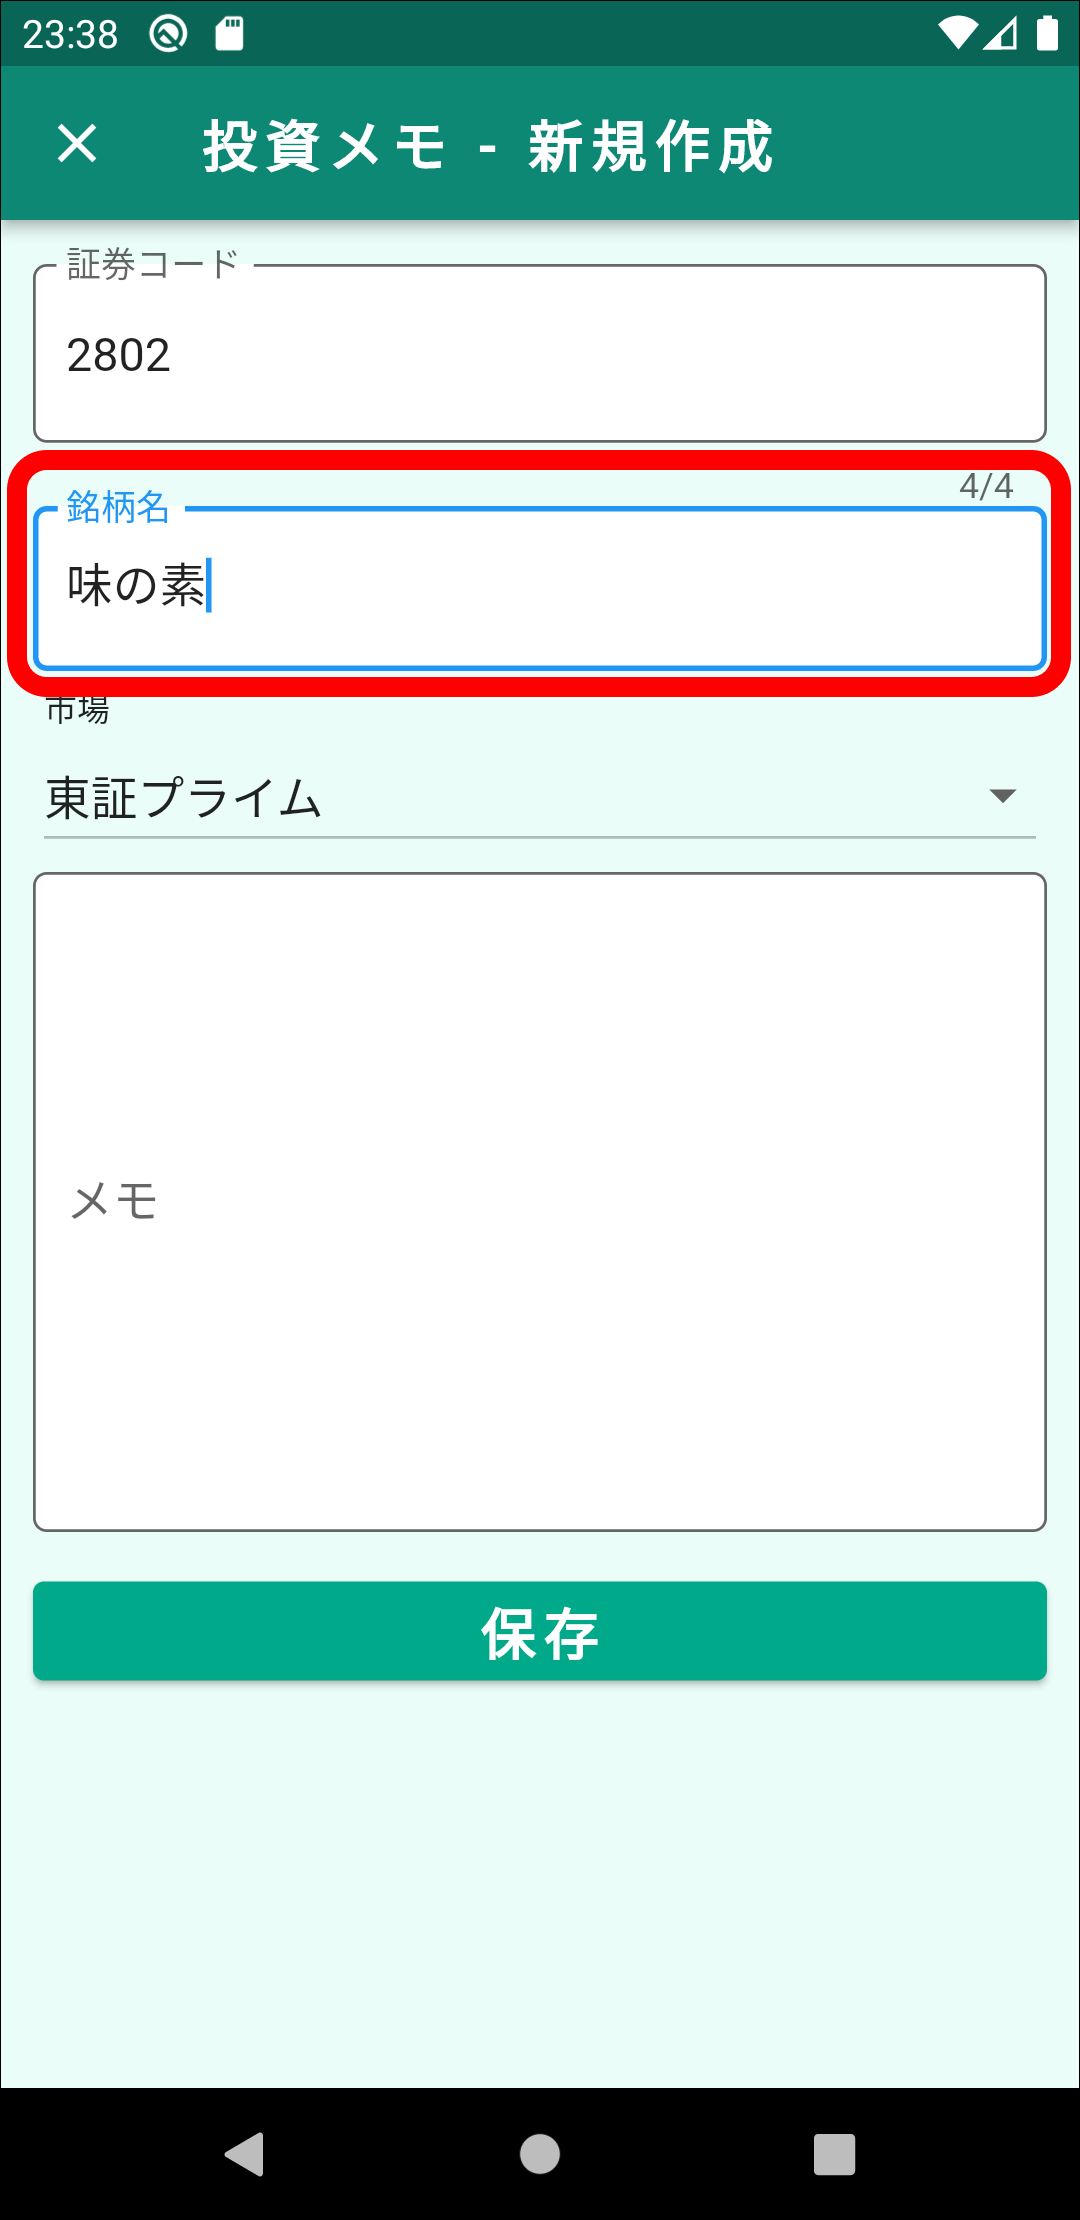 23:38
投資メモ - 新規作成
証券コード
2802
4/4
銘柄名
味の素
市場
東証プライム
メモ
保存